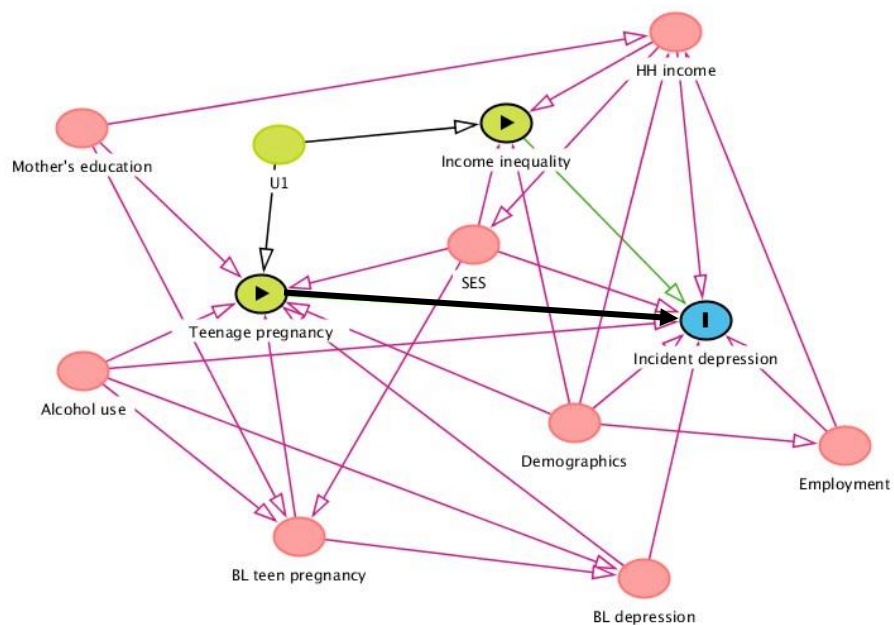 HH income
Mother's education
Income inequality
U1
SES
Teenage pregnancy
Incident depression
Alcohol use
Demographics
Employment
BL teen pregnancy
BL depression